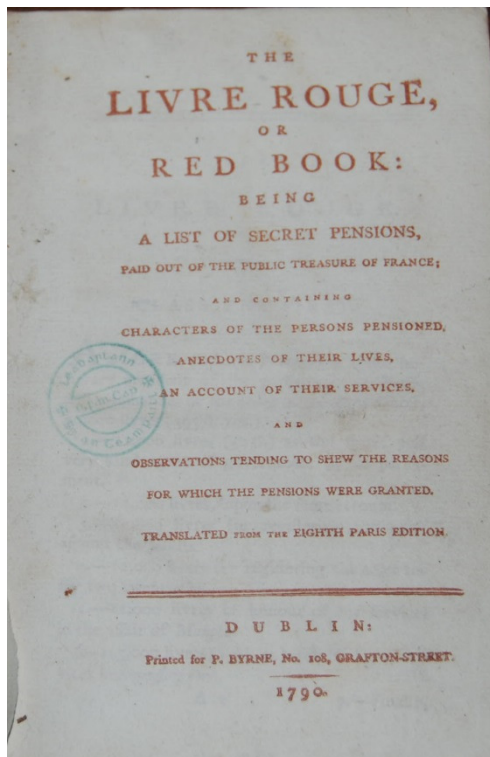 THE
LIVRE ROUGE,
OR
RED BOOK:
BEING
A LIST OF SECRET PENSIONS,
PAID OUT OF THE PUBLIC TREASURE OF FRANCE;
AND CONTAINING
CHARACTERS OF THE PERSONS PENSIONED,
ANECDOTES OF THEIR LIVES,
AN ACCOUNT OF THEIR SERVICES,
AND
OBSERVATIONS TENDING TO SHEW THE REASONS
FOR WHICH THE PENSIONS WERE GRANTED.
TRANSLATED FROM THE EIGHTH PARIS EDITION.
DUBLIN:
Printed for P. BYRNE, No. 108, GRAFTON-STREET.
1790.